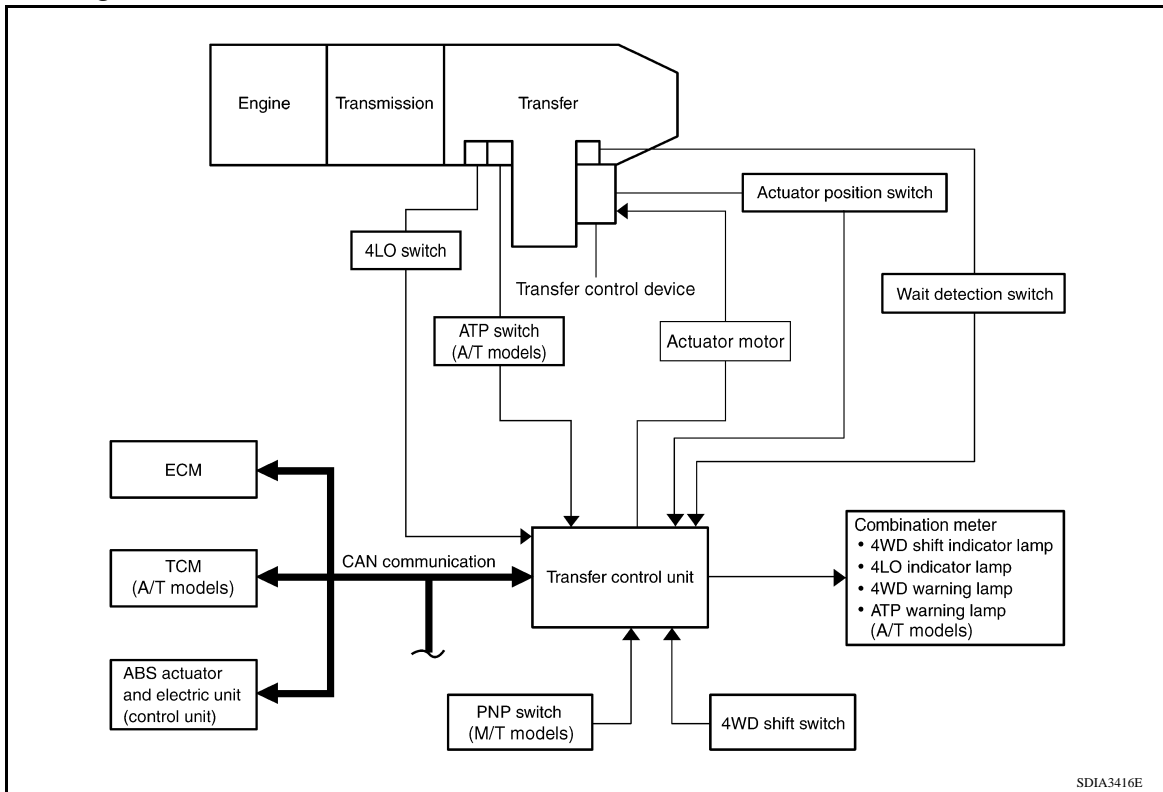 Engine
Transmission
Transfer
Actuator position switch
4LO switch
Wait detection switch
Transfer control device
ATP switch
(A/T models)
Actuator motor
ECM
Combination meter
• 4WD shift indicator lamp
• 4LO indicator lamp
• 4WD warning lamp
• ATP warning lamp
(A/T models)
TCM
(A/T models)
CAN communication
Transfer control unit
ABS actuator
and electric unit
(control unit)
PNP switch
(M/T models)
4WD shift switch
SDIA3416E